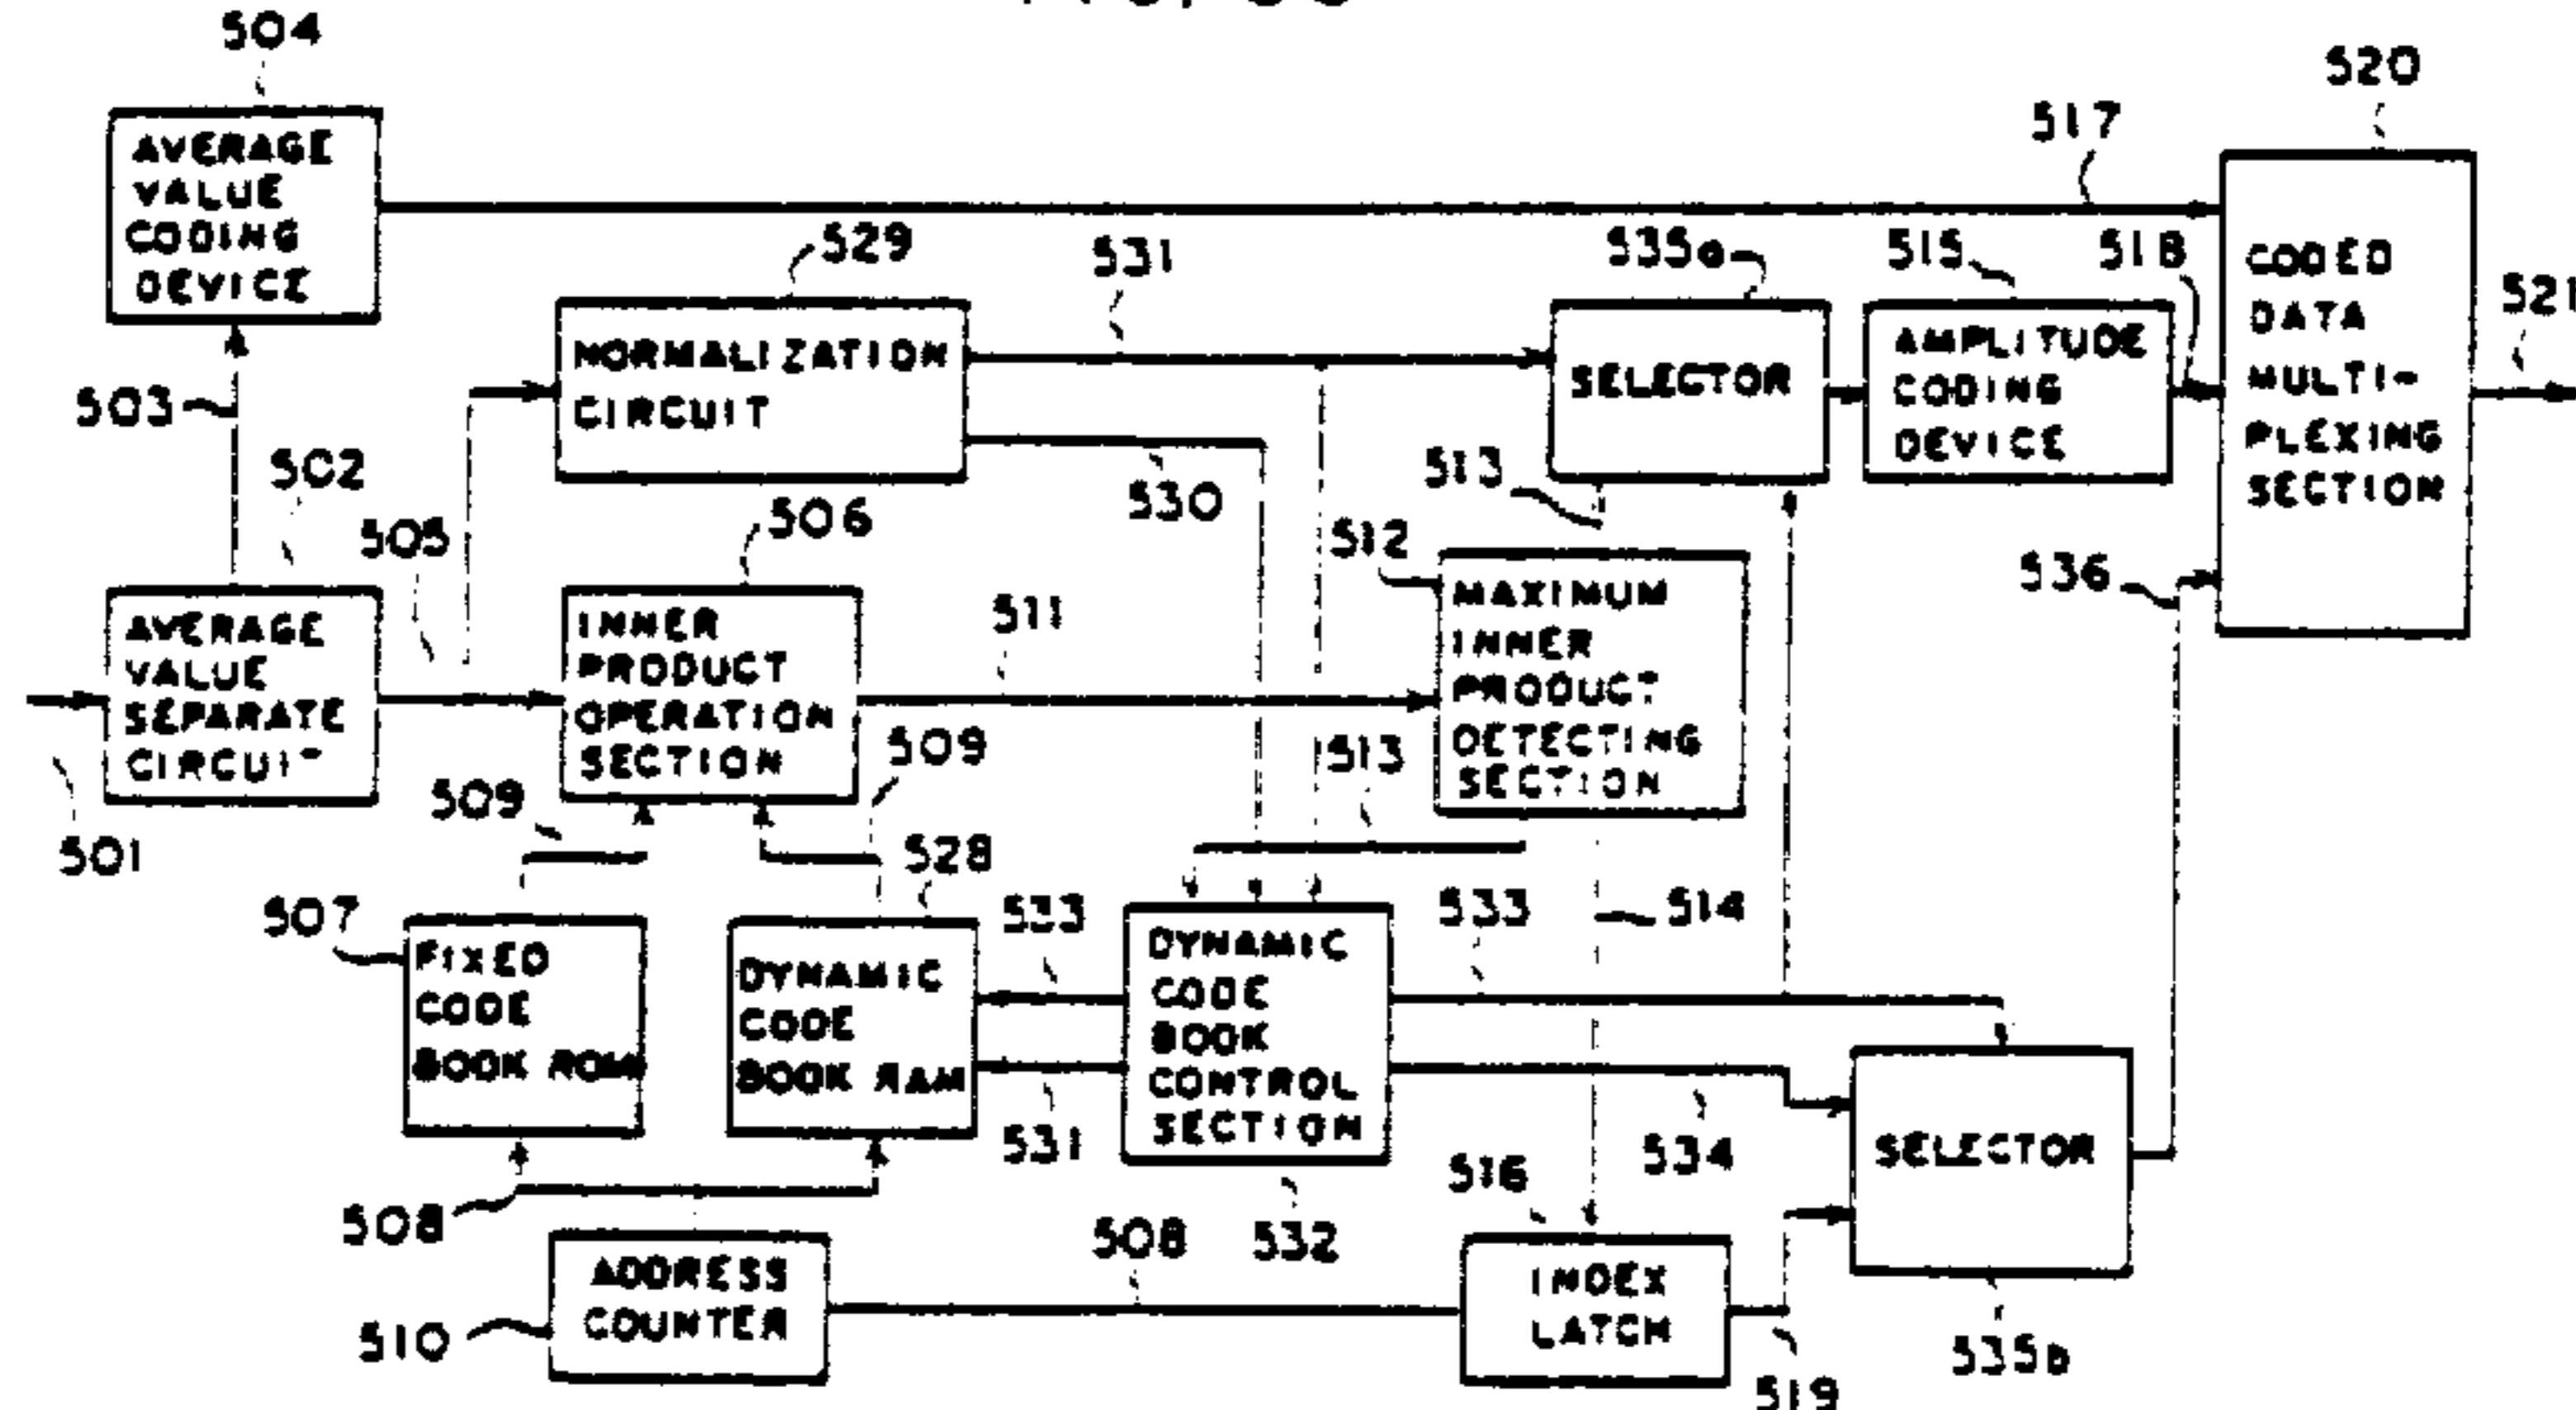 504
520
517
AVERAGE
VALUE
CODING
DEVICE
529
531
535a
515
518
CODED
DATA
MULTI-
PLEXING
SECTION
521
NORMALIZATION
CIRCUIT
SELECTOR
AMPLITUDE
CODING
DEVICE
503
502
505
530
513
506
512
536
AVERAGE
VALUE
SEPARATE
CIRCUIT
INNER
PRODUCT
OPERATION
SECTION
511
MAXIMUM
INNER
PRODUCT
DETECTING
SECTION
509
513
509
501
528
507
533
533
514
FIXED
CODE
BOOK ROM
DYNAMIC
CODE
BOOK RAM
DYNAMIC
CODE
BOOK
CONTROL
SECTION
531
534
SELECTOR
508
508
532
516
ADDRESS
COUNTER
INDEX
LATCH
510
519
535b